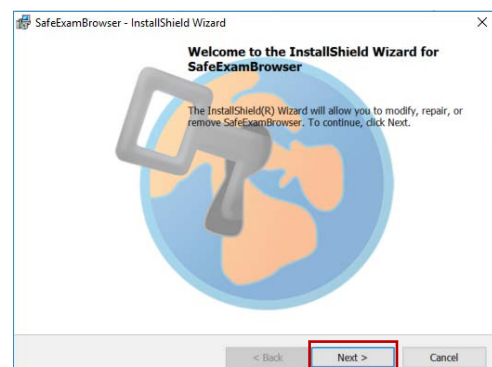 SafeExamBrowser - InstallShield Wizard
Welcome to the InstallShield Wizard for
SafeExamBrowser
The InstallShield(R) Wizard will allow you to modify, repair, or
remove SafeExamBrowser. To continue, click Next.
< Back Next > Cancel